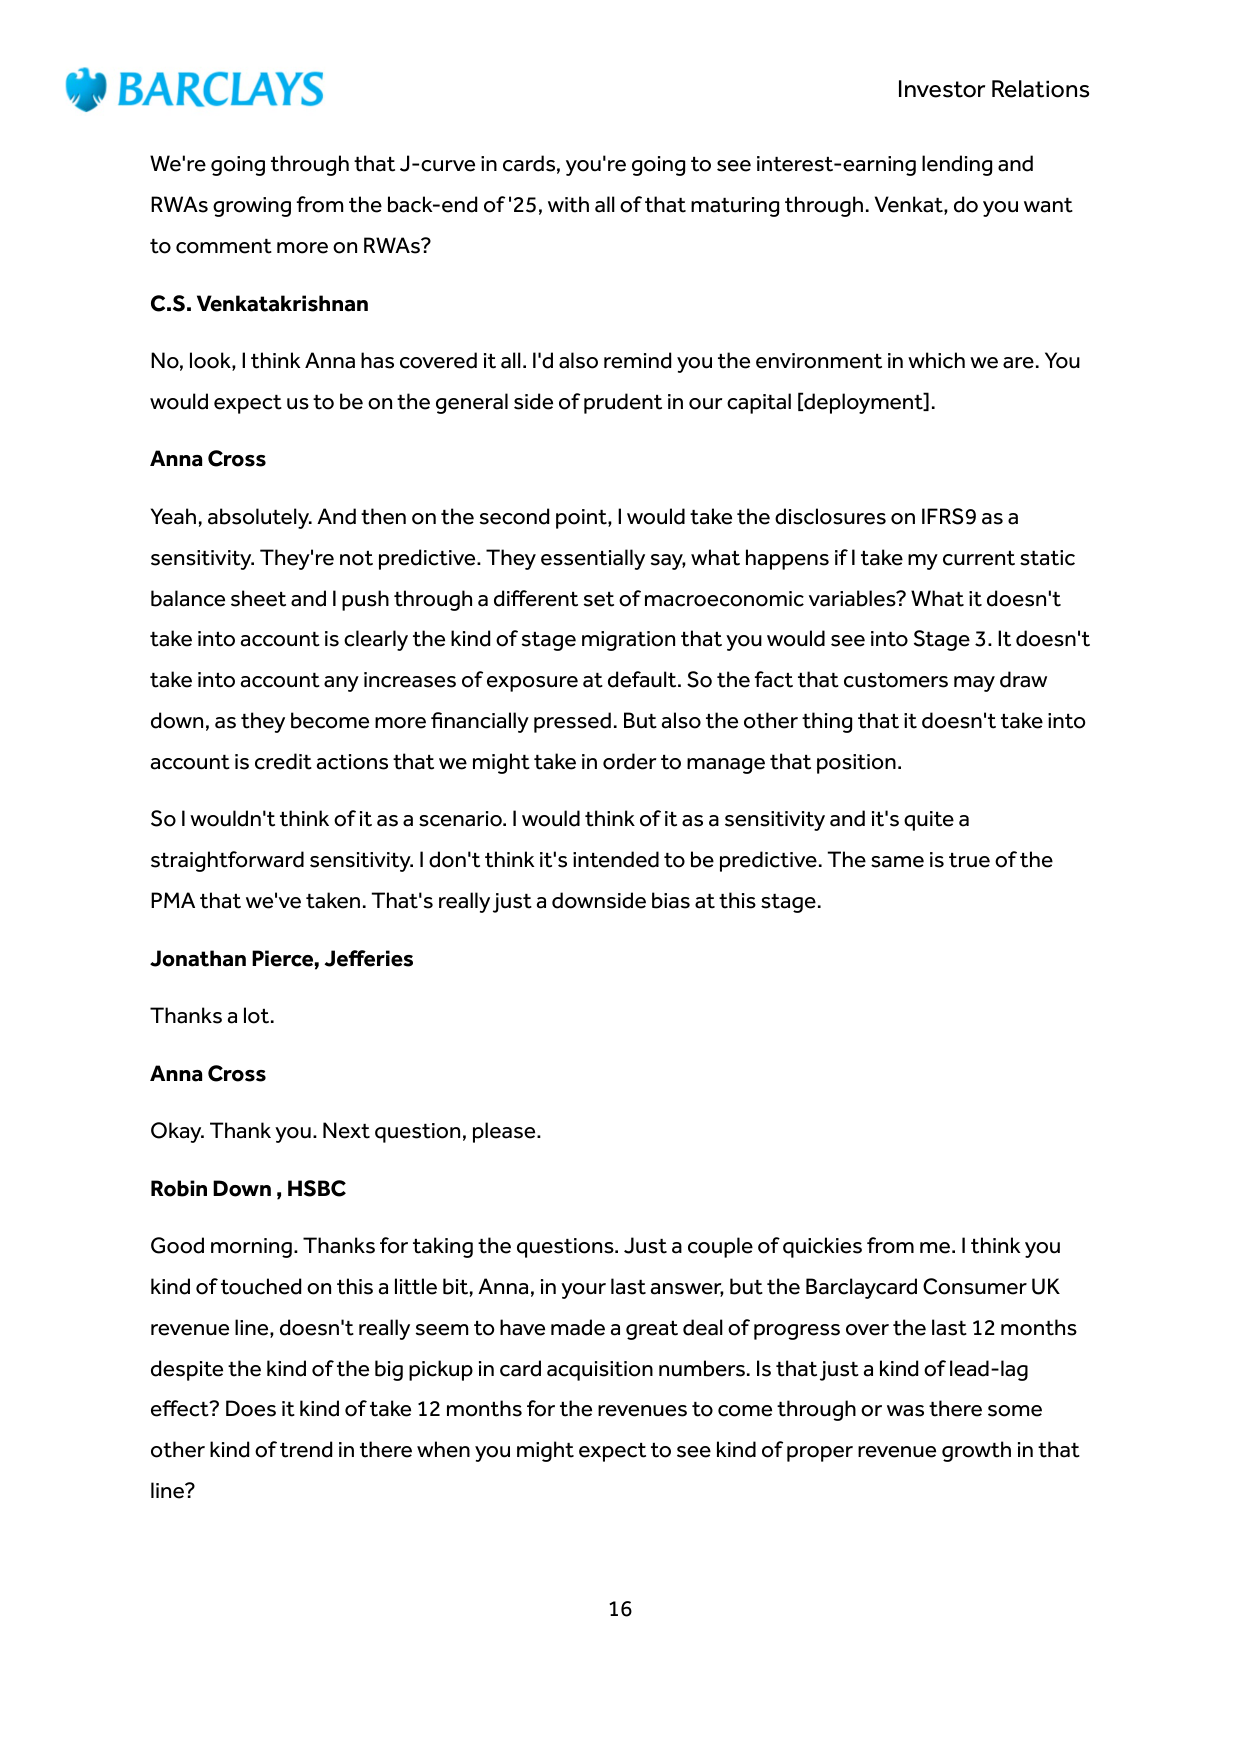 BARCLAYS
Investor Relations
We're going through that J-curve in cards, you're going to see interest-earning lending and
RWAs growing from the back-end of '25, with all of that maturing through. Venkat, do you want
to comment more on RWAs?
C.S. Venkatakrishnan
No, look, I think Anna has covered it all. I'd also remind you the environment in which we are. You
would expect us to be on the general side of prudent in our capital [deployment].
Anna Cross
Yeah, absolutely. And then on the second point, I would take the disclosures on IFRS9 as a
sensitivity. They're not predictive. They essentially say, what happens if I take my current static
balance sheet and I push through a different set of macroeconomic variables? What it doesn't
take into account is clearly the kind of stage migration that you would see into Stage 3. It doesn't
take into account any increases of exposure at default. So the fact that customers may draw
down, as they become more financially pressed. But also the other thing that it doesn't take into
account is credit actions that we might take in order to manage that position.
So I wouldn't think of it as a scenario. I would think of it as a sensitivity and it's quite a
straightforward sensitivity. I don't think it's intended to be predictive. The same is true of the
PMA that we've taken. That's really just a downside bias at this stage.
Jonathan Pierce, Jefferies
Thanks a lot.
Anna Cross
Okay. Thank you. Next question, please.
Robin Down , HSBC
Good morning. Thanks for taking the questions. Just a couple of quickies from me. I think you
kind of touched on this a little bit, Anna, in your last answer, but the Barclaycard Consumer UK
revenue line, doesn't really seem to have made a great deal of progress over the last 12 months
despite the kind of the big pickup in card acquisition numbers. Is that just a kind of lead-lag
effect? Does it kind of take 12 months for the revenues to come through or was there some
other kind of trend in there when you might expect to see kind of proper revenue growth in that
line?
16